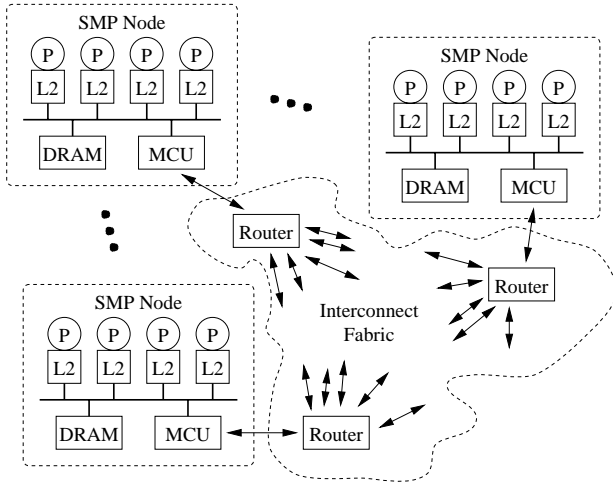 SMP Node
P P P P
L2 L2 L2 L2
DRAM MCU
SMP Node
P P P P
L2 L2 L2 L2
DRAM MCU
Router
Router
Interconnect
Fabric
SMP Node
P P P P
L2 L2 L2 L2
DRAM MCU
Router